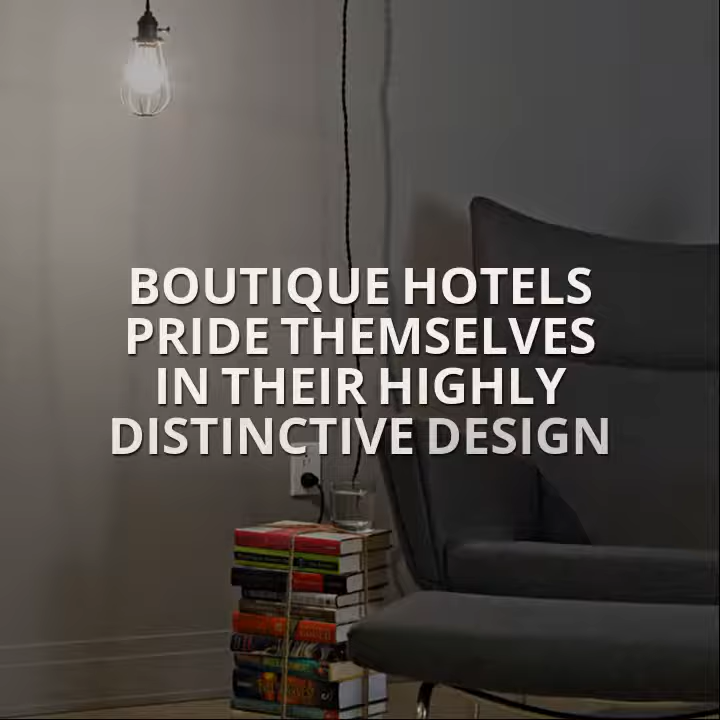 BOUTIQUE HOTELS
PRIDE THEMSELVES
IN THEIR HIGHLY
DISTINCTIVE DESIGN